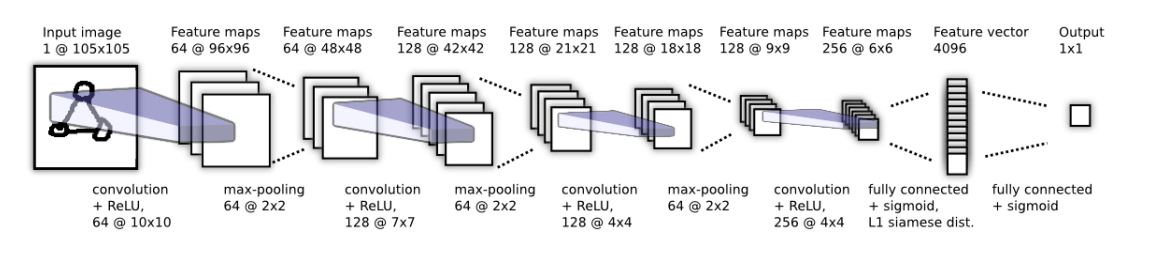 Input image
1 @ 105x105
Feature maps
64 @ 96x96
Feature maps
64 @ 48x48
Feature maps
128 @ 42x42
Feature maps
128 @ 21x21
Feature maps
128 @ 18x18
Feature maps
128 @ 9x9
Feature maps
256 @ 6x6
Feature vector
4096
Output
1x1
convolution
+ ReLU,
64 @ 10x10
max-pooling
64 @ 2x2
convolution
+ ReLU,
128 @ 7x7
max-pooling
64 @ 2x2
convolution
+ ReLU,
128 @ 4x4
max-pooling
64 @ 2x2
convolution
+ ReLU,
256 @ 4x4
fully connected
+ sigmoid,
L1 siamese dist.
fully connected
+ sigmoid